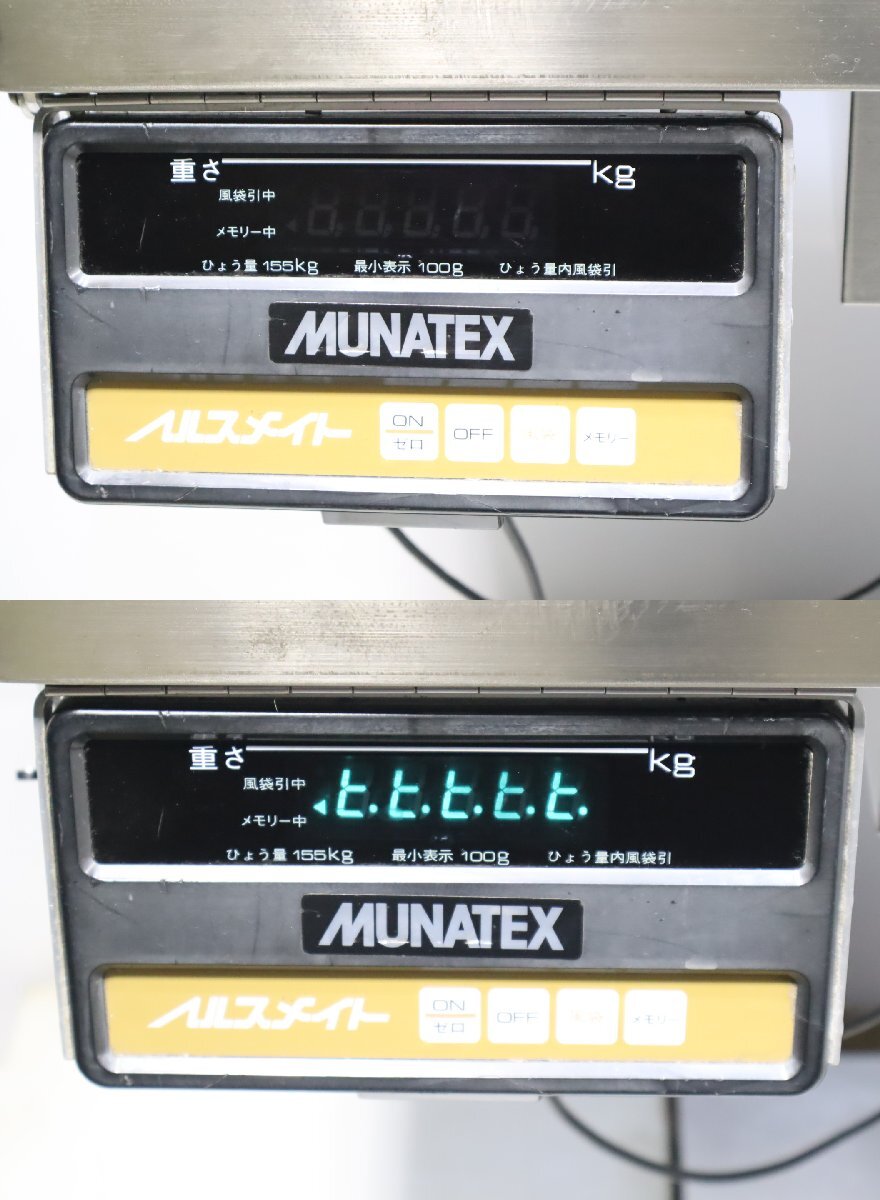 重さ kg
風袋引中
メモリー中
ひょう量 155kg 最小表示 100g ひょう量内風袋引
MUNATEX
ヘルスメイト ON ゼロ OFF 風袋 メモリー
重さ kg
風袋引中
メモリー中 t.t.t.t.t.
ひょう量 155kg 最小表示 100g ひょう量内風袋引
MUNATEX
ヘルスメイト ON ゼロ OFF 風袋 メモリー